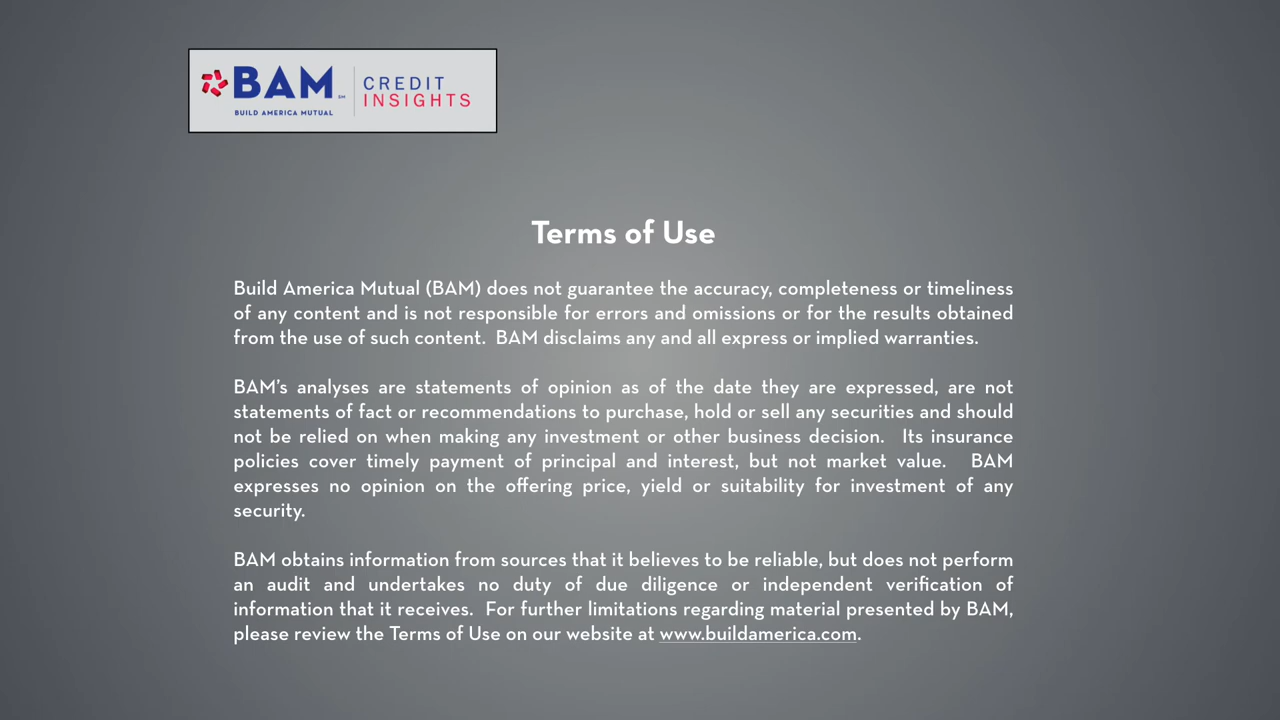 BAM SM
BUILD AMERICA MUTUAL
CREDIT
INSIGHTS
Terms of Use
Build America Mutual (BAM) does not guarantee the accuracy, completeness or timeliness
of any content and is not responsible for errors and omissions or for the results obtained
from the use of such content.  BAM disclaims any and all express or implied warranties.
BAM's analyses are statements of opinion as of the date they are expressed, are not
statements of fact or recommendations to purchase, hold or sell any securities and should
not be relied on when making any investment or other business decision.  Its insurance
policies cover timely payment of principal and interest, but not market value.  BAM
expresses no opinion on the offering price, yield or suitability for investment of any
security.
BAM obtains information from sources that it believes to be reliable, but does not perform
an audit and undertakes no duty of due diligence or independent verification of
information that it receives.  For further limitations regarding material presented by BAM,
please review the Terms of Use on our website at www.buildamerica.com.